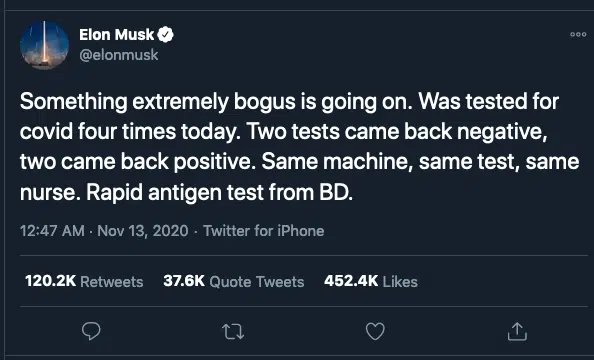 Elon Musk
@elonmusk
Something extremely bogus is going on. Was tested for
covid four times today. Two tests came back negative,
two came back positive. Same machine, same test, same
nurse. Rapid antigen test from BD.
12:47 AM · Nov 13, 2020 · Twitter for iPhone
120.2K Retweets 37.6K Quote Tweets 452.4K Likes